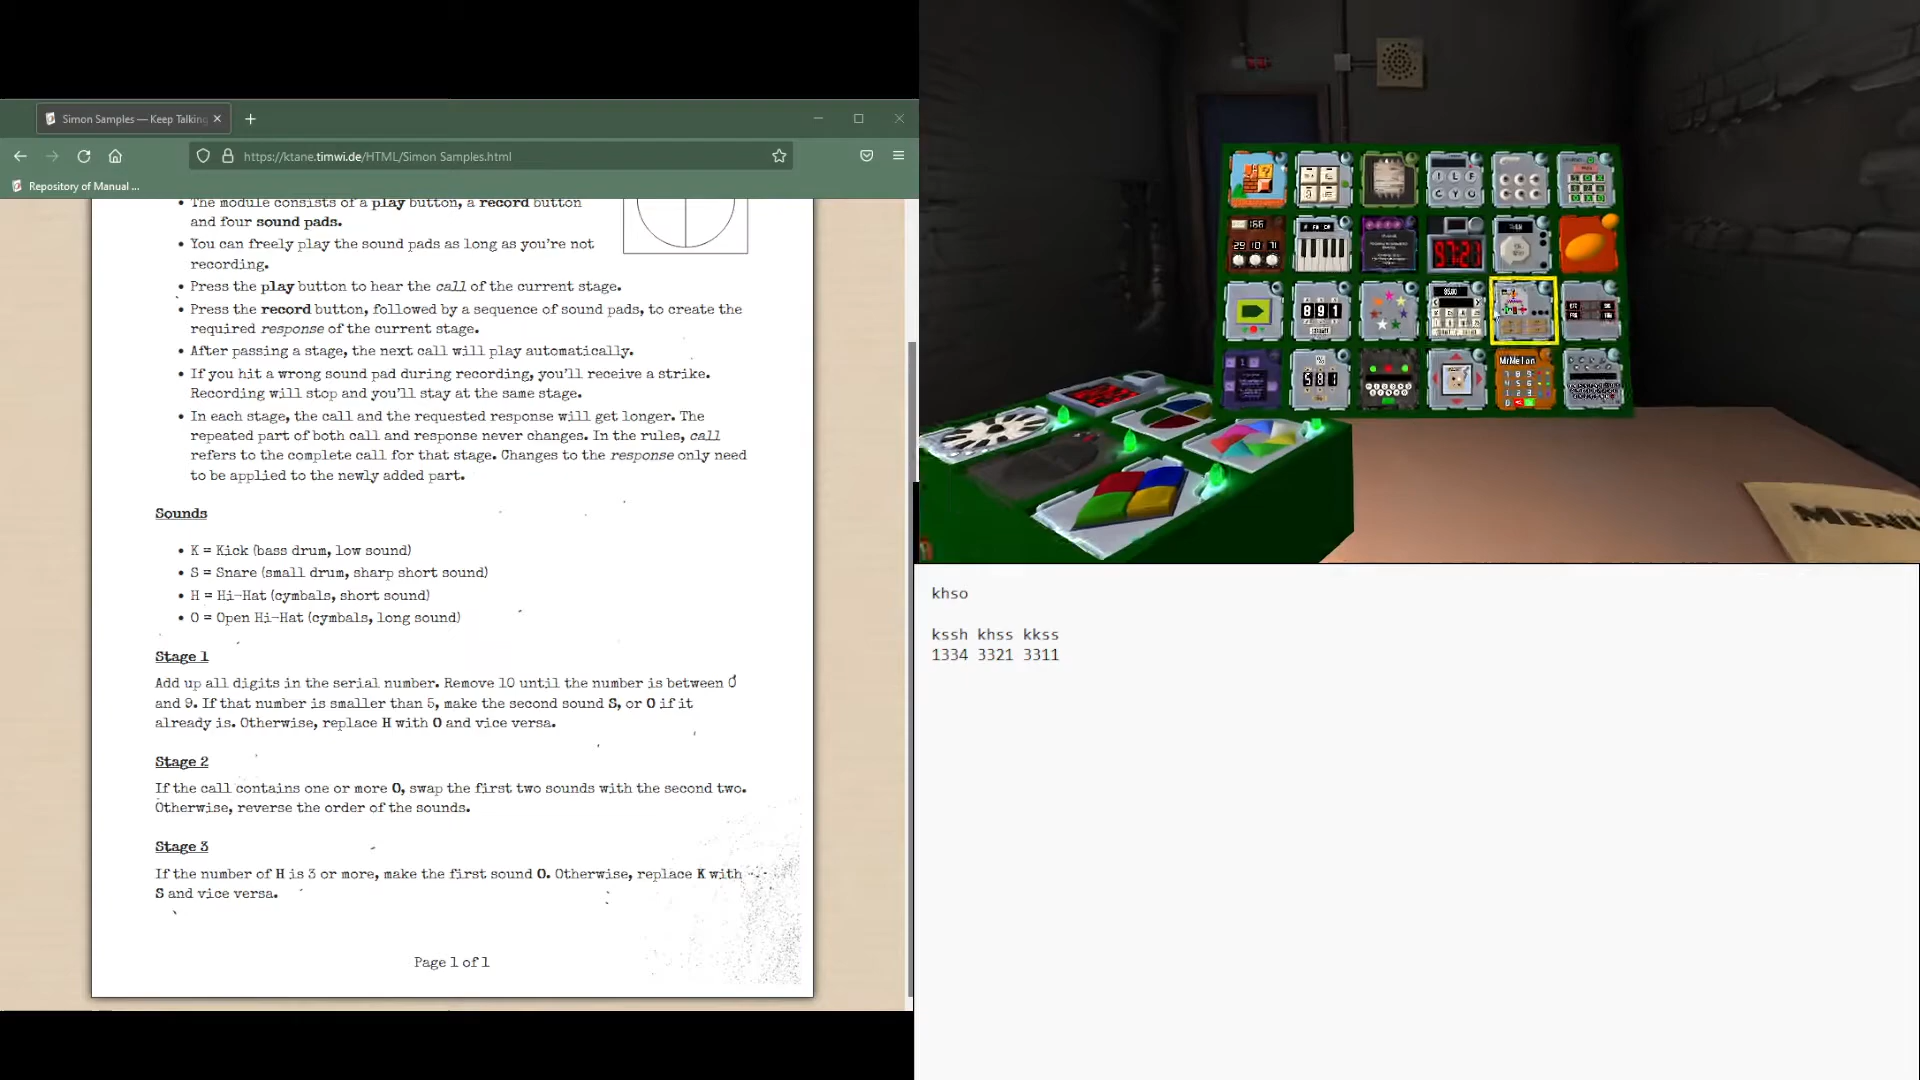 Simon Samples — Keep Talking
https://ktane.timwi.de/HTML/Simon Samples.html
Repository of Manual ...
The module consists of a play button, a record button
and four sound pads.
You can freely play the sound pads as long as you're not
recording.
Press the play button to hear the call of the current stage.
Press the record button, followed by a sequence of sound pads, to create the
required response of the current stage.
After passing a stage, the next call will play automatically.
If you hit a wrong sound pad during recording, you'll receive a strike.
Recording will stop and you'll stay at the same stage.
In each stage, the call and the requested response will get longer. The
repeated part of both call and response never changes. In the rules, call
refers to the complete call for that stage. Changes to the response only need
to be applied to the newly added part.
Sounds
K = Kick (bass drum, low sound)
S = Snare (small drum, sharp short sound)
H = Hi-Hat (cymbals, short sound)
O = Open Hi-Hat (cymbals, long sound)
Stage 1
Add up all digits in the serial number. Remove 10 until the number is between 0
and 9. If that number is smaller than 5, make the second sound S, or O if it
already is. Otherwise, replace H with O and vice versa.
Stage 2
If the call contains one or more O, swap the first two sounds with the second two.
Otherwise, reverse the order of the sounds.
Stage 3
If the number of H is 3 or more, make the first sound O. Otherwise, replace K with
S and vice versa.
Page 1 of 1
166
29 10 71
97:21
891
581
MrMelon
khso
kssh khss kkss
1334 3321 3311